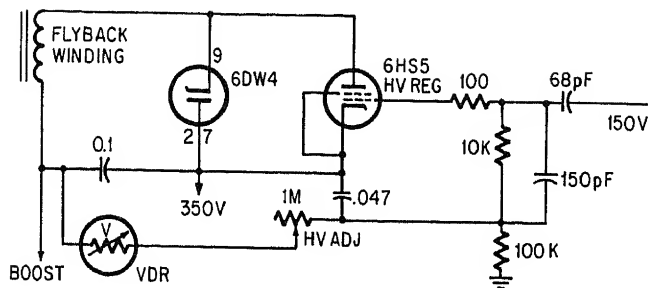 FLYBACK
WINDING
9
6DW4
2 7
6HS5
HV REG
100
68pF
150V
10K
150pF
0.1
350V
1M
.047
HV ADJ
V
VDR
BOOST
100K